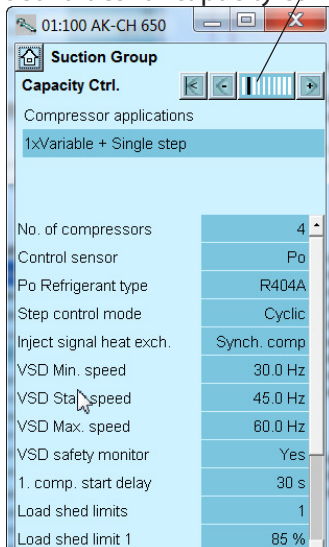 01:100 AK-CH 650
Suction Group
Capacity Ctrl.
Compressor applications
1xVariable + Single step
No. of compressors 4
Control sensor Po
Po Refrigerant type R404A
Step control mode Cyclic
Inject signal heat exch. Synch. comp
VSD Min. speed 30.0 Hz
VSD speed 45.0 Hz
VSD Max. speed 60.0 Hz
VSD safety monitor Yes
1. comp. start delay 30 s
Load shed limits 1
Load shed limit 1 85 %